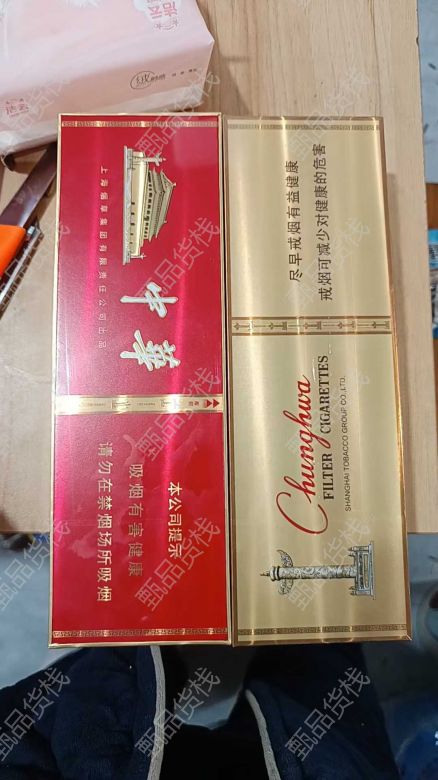 上海烟草集团有限责任公司出品
中華
本公司提示
吸烟有害健康
请勿在禁烟场所吸烟
尽早戒烟有益健康
戒烟可减少对健康的危害
Chunghwa
FILTER CIGARETTES
SHANGHAI TOBACCO GROUP CO.,LTD.
甄品货栈